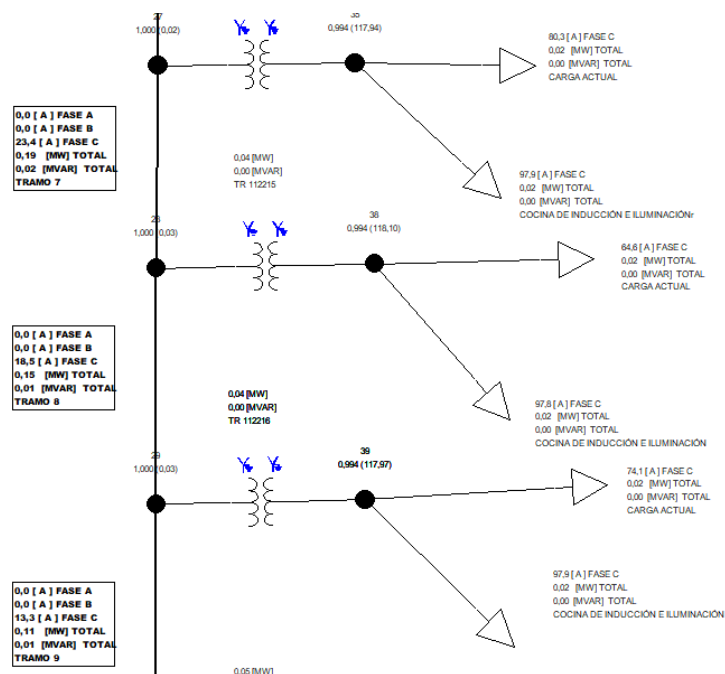 27
1,000 (0,02)
35
0,994 (117,94)
80,3 [ A ] FASE C
0,02 [MW] TOTAL
0,00 [MVAR] TOTAL
CARGA ACTUAL
0,0 [ A ] FASE A
0,0 [ A ] FASE B
23,4 [ A ] FASE C
0,19 [MW] TOTAL
0,02 [MVAR] TOTAL
TRAMO 7
0,04 [MW]
0,00 [MVAR]
TR 112215
97,9 [ A ] FASE C
0,02 [MW] TOTAL
0,00 [MVAR] TOTAL
COCINA DE INDUCCIÓN E ILUMINACIÓNr
28
1,000 (0,03)
38
0,994 (118,10)
64,6 [ A ] FASE C
0,02 [MW] TOTAL
0,00 [MVAR] TOTAL
CARGA ACTUAL
0,0 [ A ] FASE A
0,0 [ A ] FASE B
18,5 [ A ] FASE C
0,15 [MW] TOTAL
0,01 [MVAR] TOTAL
TRAMO 8
0,04 [MW]
0,00 [MVAR]
TR 112216
97,8 [ A ] FASE C
0,02 [MW] TOTAL
0,00 [MVAR] TOTAL
COCINA DE INDUCCIÓN E ILUMINACIÓN
29
1,000 (0,03)
39
0,994 (117,97)
74,1 [ A ] FASE C
0,02 [MW] TOTAL
0,00 [MVAR] TOTAL
CARGA ACTUAL
0,0 [ A ] FASE A
0,0 [ A ] FASE B
13,3 [ A ] FASE C
0,11 [MW] TOTAL
0,01 [MVAR] TOTAL
TRAMO 9
97,9 [ A ] FASE C
0,02 [MW] TOTAL
0,00 [MVAR] TOTAL
COCINA DE INDUCCIÓN E ILUMINACIÓN
0,05 [MW]